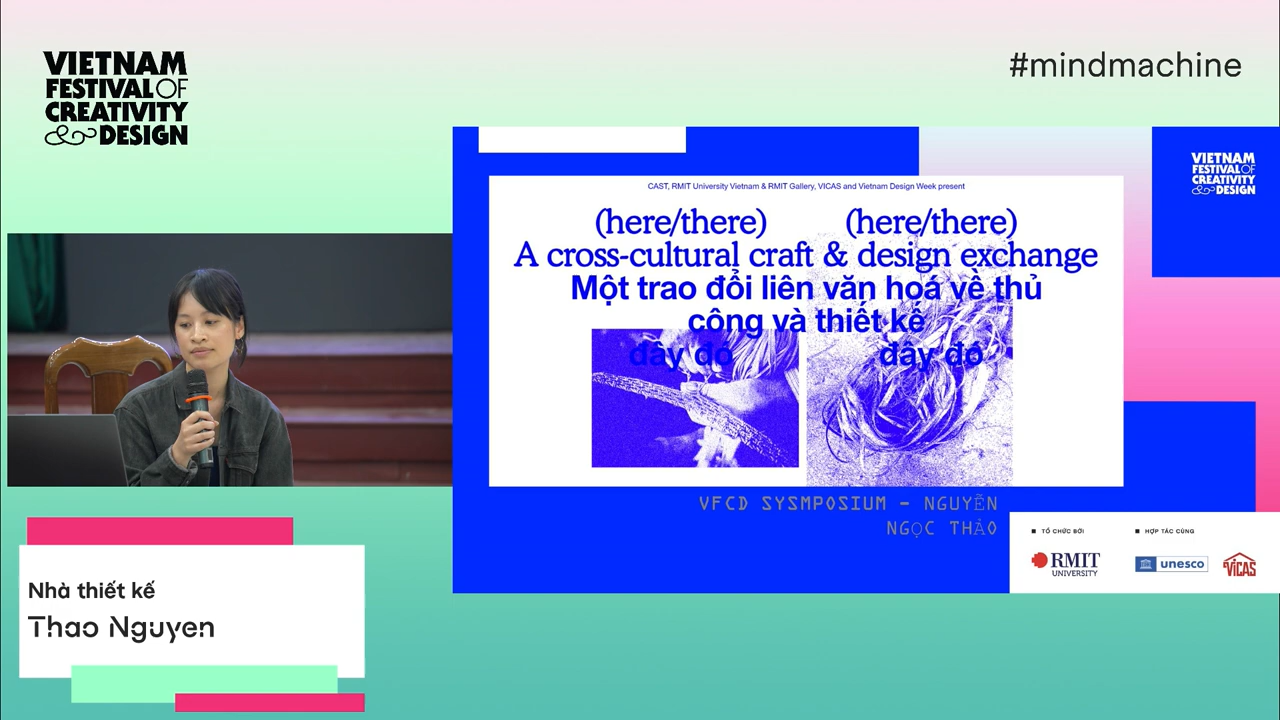 VIETNAM
FESTIVAL OF
CREATIVITY
& DESIGN
#mindmachine
VIETNAM
FESTIVAL OF
CREATIVITY
& DESIGN
CAST, RMIT University Vietnam & RMIT Gallery, VICAS and Vietnam Design Week present
(here/there) (here/there)
A cross-cultural craft & design exchange
Một trao đổi liên văn hoá về thủ
công và thiết kế
đây đó đây đó
VFCD SYSMPOSIUM – NGUYỄN
NGỌC THẢO
TỔ CHỨC BỞI
HỢP TÁC CÙNG
RMIT
UNIVERSITY
unesco
VICAS
Nhà thiết kế
Thao Nguyen